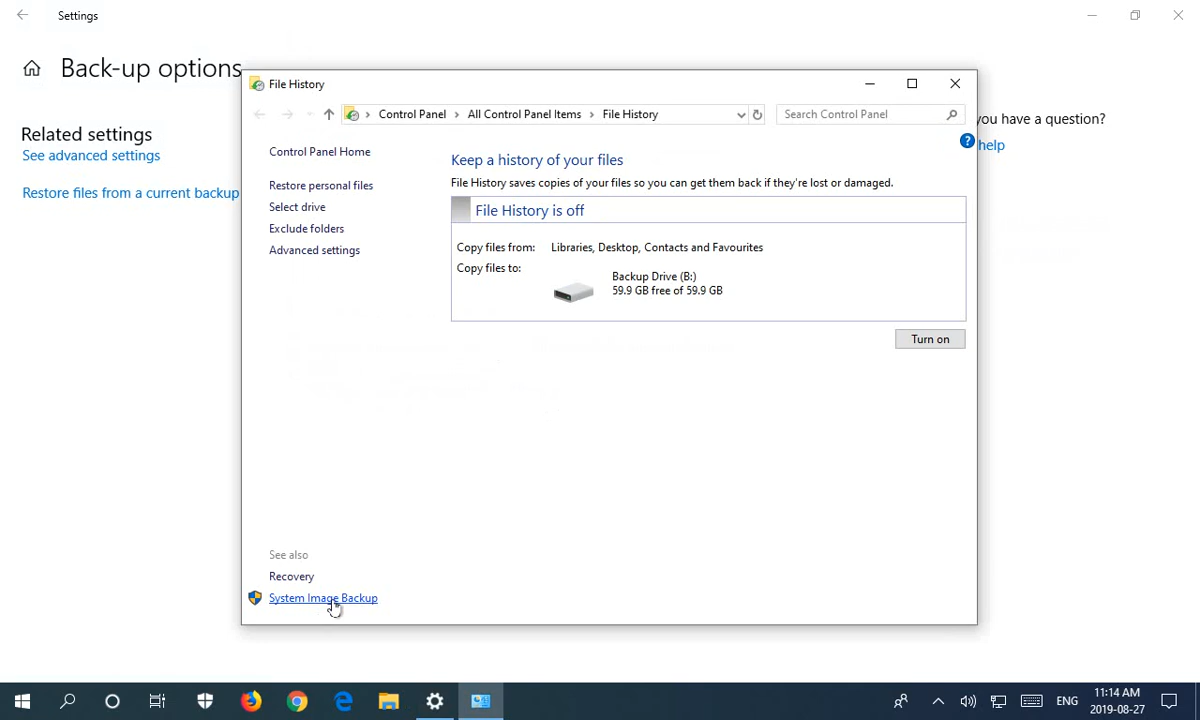 Settings
Back-up options
Related settings
See advanced settings
Restore files from a current backup
you have a question?
help
File History
Control Panel > All Control Panel Items > File History
Search Control Panel
Control Panel Home
Restore personal files
Select drive
Exclude folders
Advanced settings
Keep a history of your files
File History saves copies of your files so you can get them back if they're lost or damaged.
File History is off
Copy files from: Libraries, Desktop, Contacts and Favourites
Copy files to: Backup Drive (B:)
59.9 GB free of 59.9 GB
Turn on
See also
Recovery
System Image Backup
ENG
11:14 AM
2019-08-27